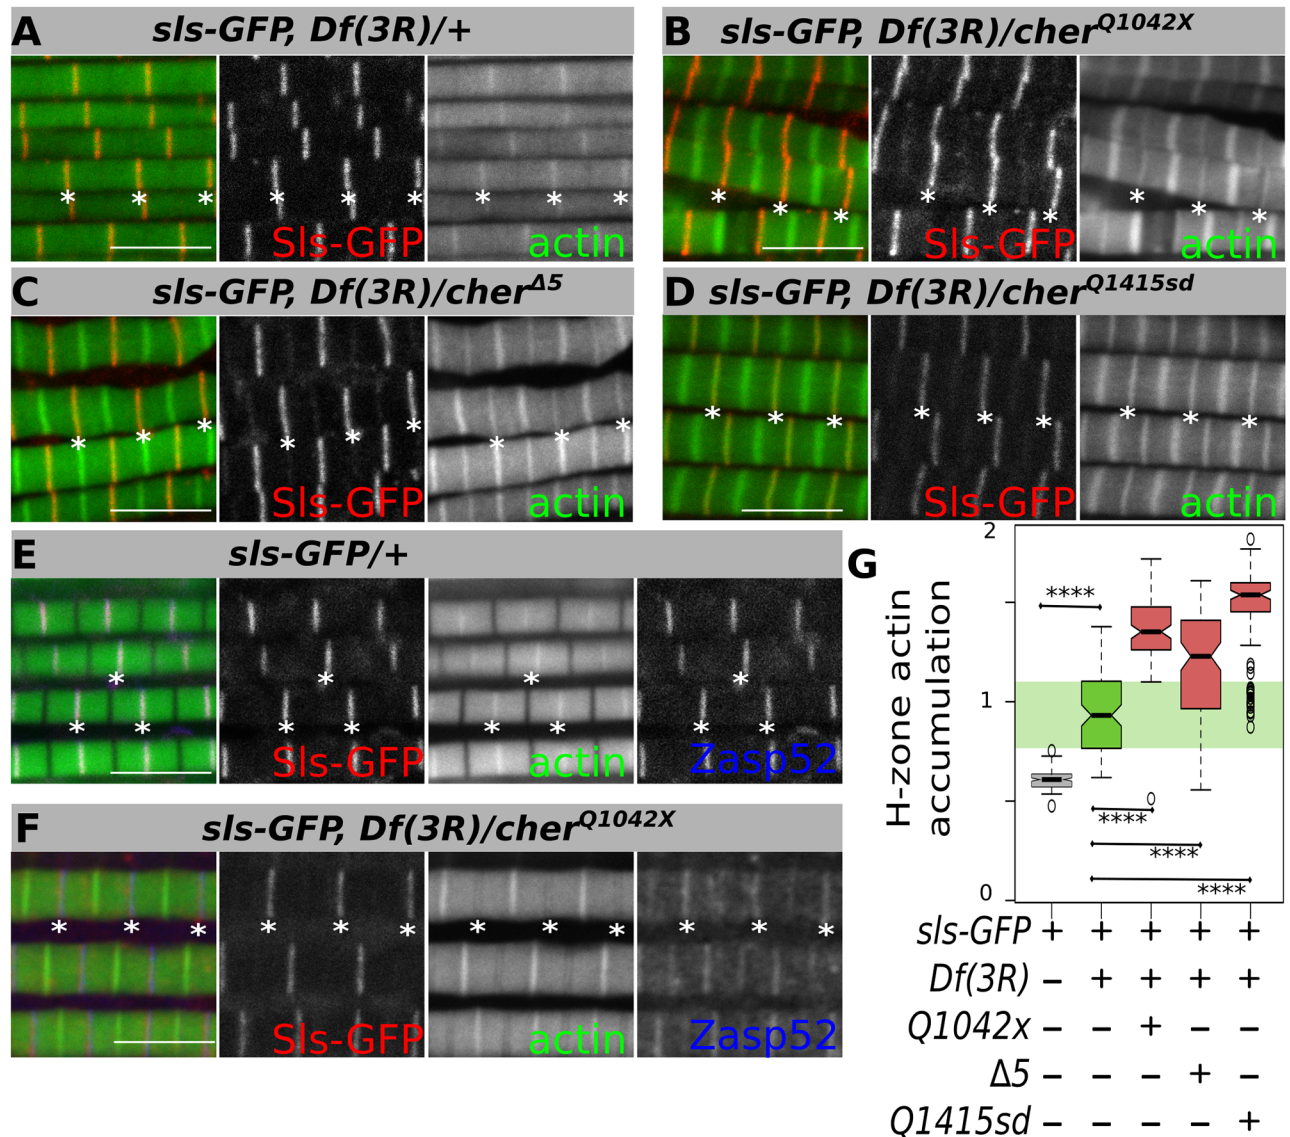 A sls-GFP, Df(3R)/+
Sls-GFP actin
B sls-GFP, Df(3R)/cher^Q1042X
Sls-GFP actin
C sls-GFP, Df(3R)/cher^Δ5
Sls-GFP actin
D sls-GFP, Df(3R)/cher^Q1415sd
Sls-GFP actin
E sls-GFP/+
Sls-GFP actin Zasp52
F sls-GFP, Df(3R)/cher^Q1042X
Sls-GFP actin Zasp52
G
H-zone actin
accumulation
2
1
0
****
****
****
****
sls-GFP + + + + +
Df(3R) – + + + +
Q1042x – – + – –
Δ5 – – – + –
Q1415sd – – – – +